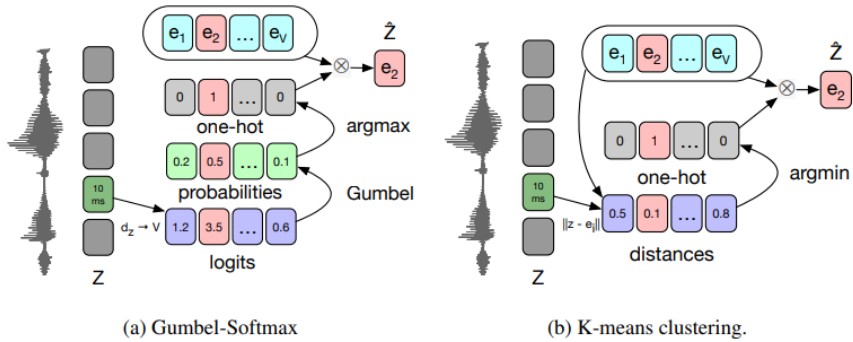 e1 e2 ... eV
Ẑ
e2
0 1 ... 0
one-hot
argmax
0.2 0.5 ... 0.1
probabilities
Gumbel
10 ms
dz → V
1.2 3.5 ... 0.6
logits
Z
(a) Gumbel-Softmax
e1 e2 ... eV
Ẑ
e2
0 1 ... 0
one-hot
argmin
10 ms
||z - ei||
0.5 0.1 ... 0.8
distances
Z
(b) K-means clustering.